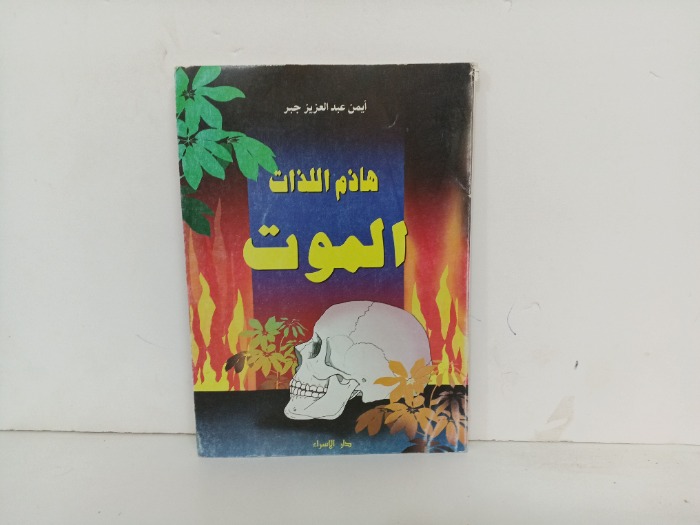 أيمن عبد العزيز جبر
هاذم اللذات
الموت
دار الإسراء